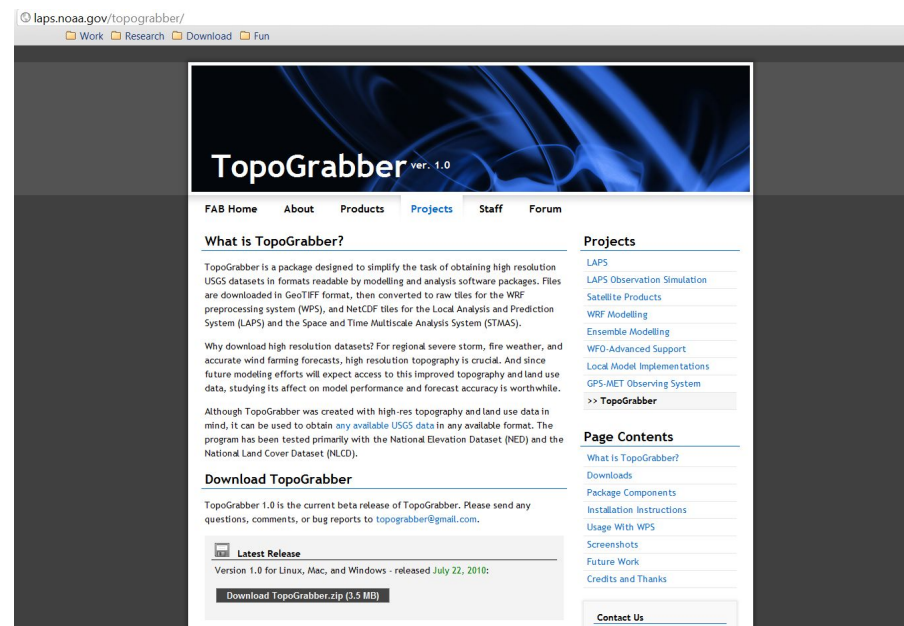 laps.noaa.gov/topograbber/
Work Research Download Fun
TopoGrabber ver. 1.0
FAB Home About Products Projects Staff Forum
What is TopoGrabber?
TopoGrabber is a package designed to simplify the task of obtaining high resolution
USGS datasets in formats readable by modelling and analysis software packages. Files
are downloaded in GeoTIFF format, then converted to raw tiles for the WRF
preprocessing system (WPS), and NetCDF tiles for the Local Analysis and Prediction
System (LAPS) and the Space and Time Multiscale Analysis System (STMAS).
Why download high resolution datasets? For regional severe storm, fire weather, and
accurate wind farming forecasts, high resolution topography is crucial. And since
future modeling efforts will expect access to this improved topography and land use
data, studying its affect on model performance and forecast accuracy is worthwhile.
Although TopoGrabber was created with high-res topography and land use data in
mind, it can be used to obtain any available USGS data in any available format. The
program has been tested primarily with the National Elevation Dataset (NED) and the
National Land Cover Dataset (NLCD).
Download TopoGrabber
TopoGrabber 1.0 is the current beta release of TopoGrabber. Please send any
questions, comments, or bug reports to topograbber@gmail.com.
Latest Release
Version 1.0 for Linux, Mac, and Windows - released July 22, 2010:
Download TopoGrabber.zip (3.5 MB)
Projects
LAPS
LAPS Observation Simulation
Satellite Products
WRF Modelling
Ensemble Modelling
WFO-Advanced Support
Local Model Implementations
GPS-MET Observing System
>> TopoGrabber
Page Contents
What is TopoGrabber?
Downloads
Package Components
Installation Instructions
Usage With WPS
Screenshots
Future Work
Credits and Thanks
Contact Us